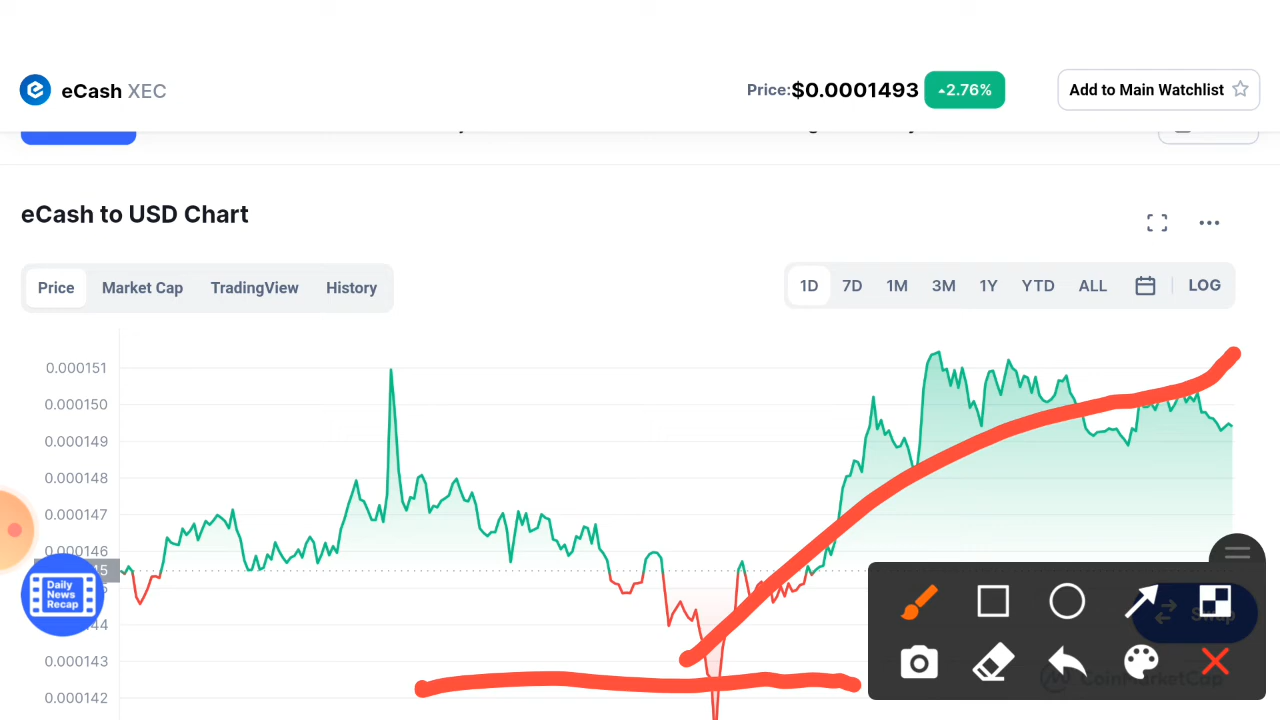 eCash XEC
Price:$0.0001493 2.76%
Add to Main Watchlist
eCash to USD Chart
Price Market Cap TradingView History
1D 7D 1M 3M 1Y YTD ALL LOG
0.000151
0.000150
0.000149
0.000148
0.000147
0.000146
Daily
News
Recap
Swap
0.000143
CoinMarketCap
0.000142